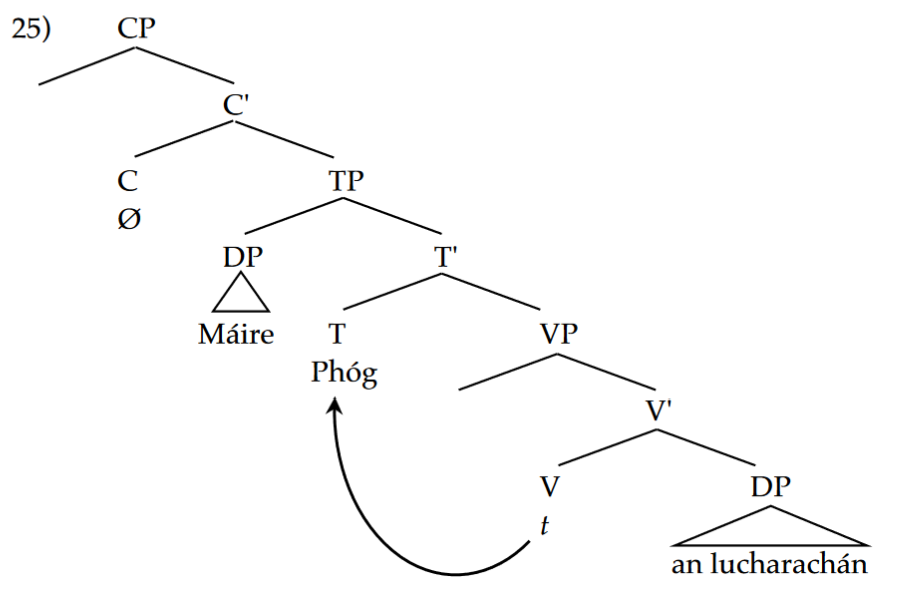 25) CP
C'
C TP
Ø
DP T'
Máire T VP
Phóg
V'
V DP
t
an lucharachán